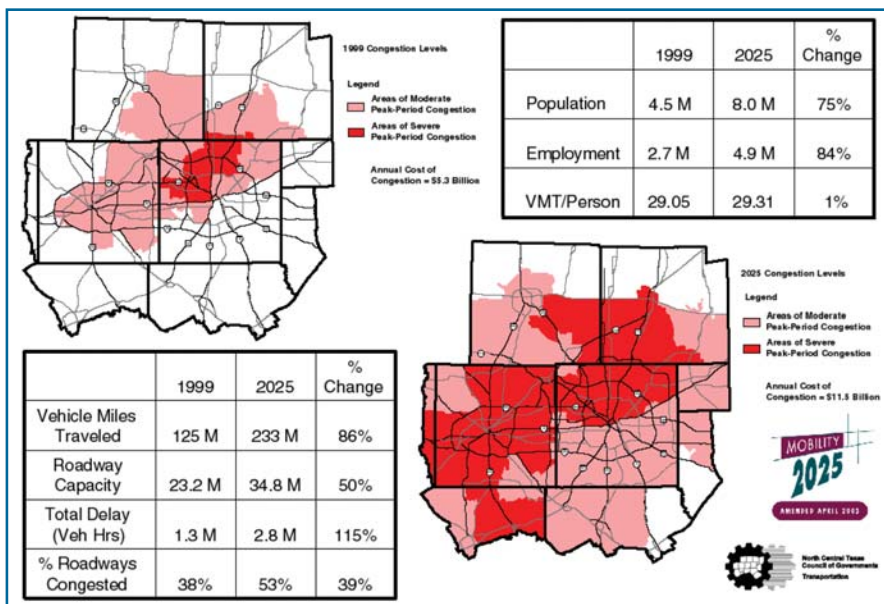 1999 Congestion Levels
Legend
Areas of Moderate
Peak-Period Congestion
Areas of Severe
Peak-Period Congestion
Annual Cost of
Congestion = $5.3 Billion
1999 2025 % Change
Population 4.5 M 8.0 M 75%
Employment 2.7 M 4.9 M 84%
VMT/Person 29.05 29.31 1%
2025 Congestion Levels
Legend
Areas of Moderate
Peak-Period Congestion
Areas of Severe
Peak-Period Congestion
Annual Cost of
Congestion = $11.5 Billion
1999 2025 % Change
Vehicle Miles
Traveled 125 M 233 M 86%
Roadway
Capacity 23.2 M 34.8 M 50%
Total Delay
(Veh Hrs) 1.3 M 2.8 M 115%
% Roadways
Congested 38% 53% 39%
MOBILITY
2025
AMENDED APRIL 2003
North Central Texas
Council of Governments
Transportation